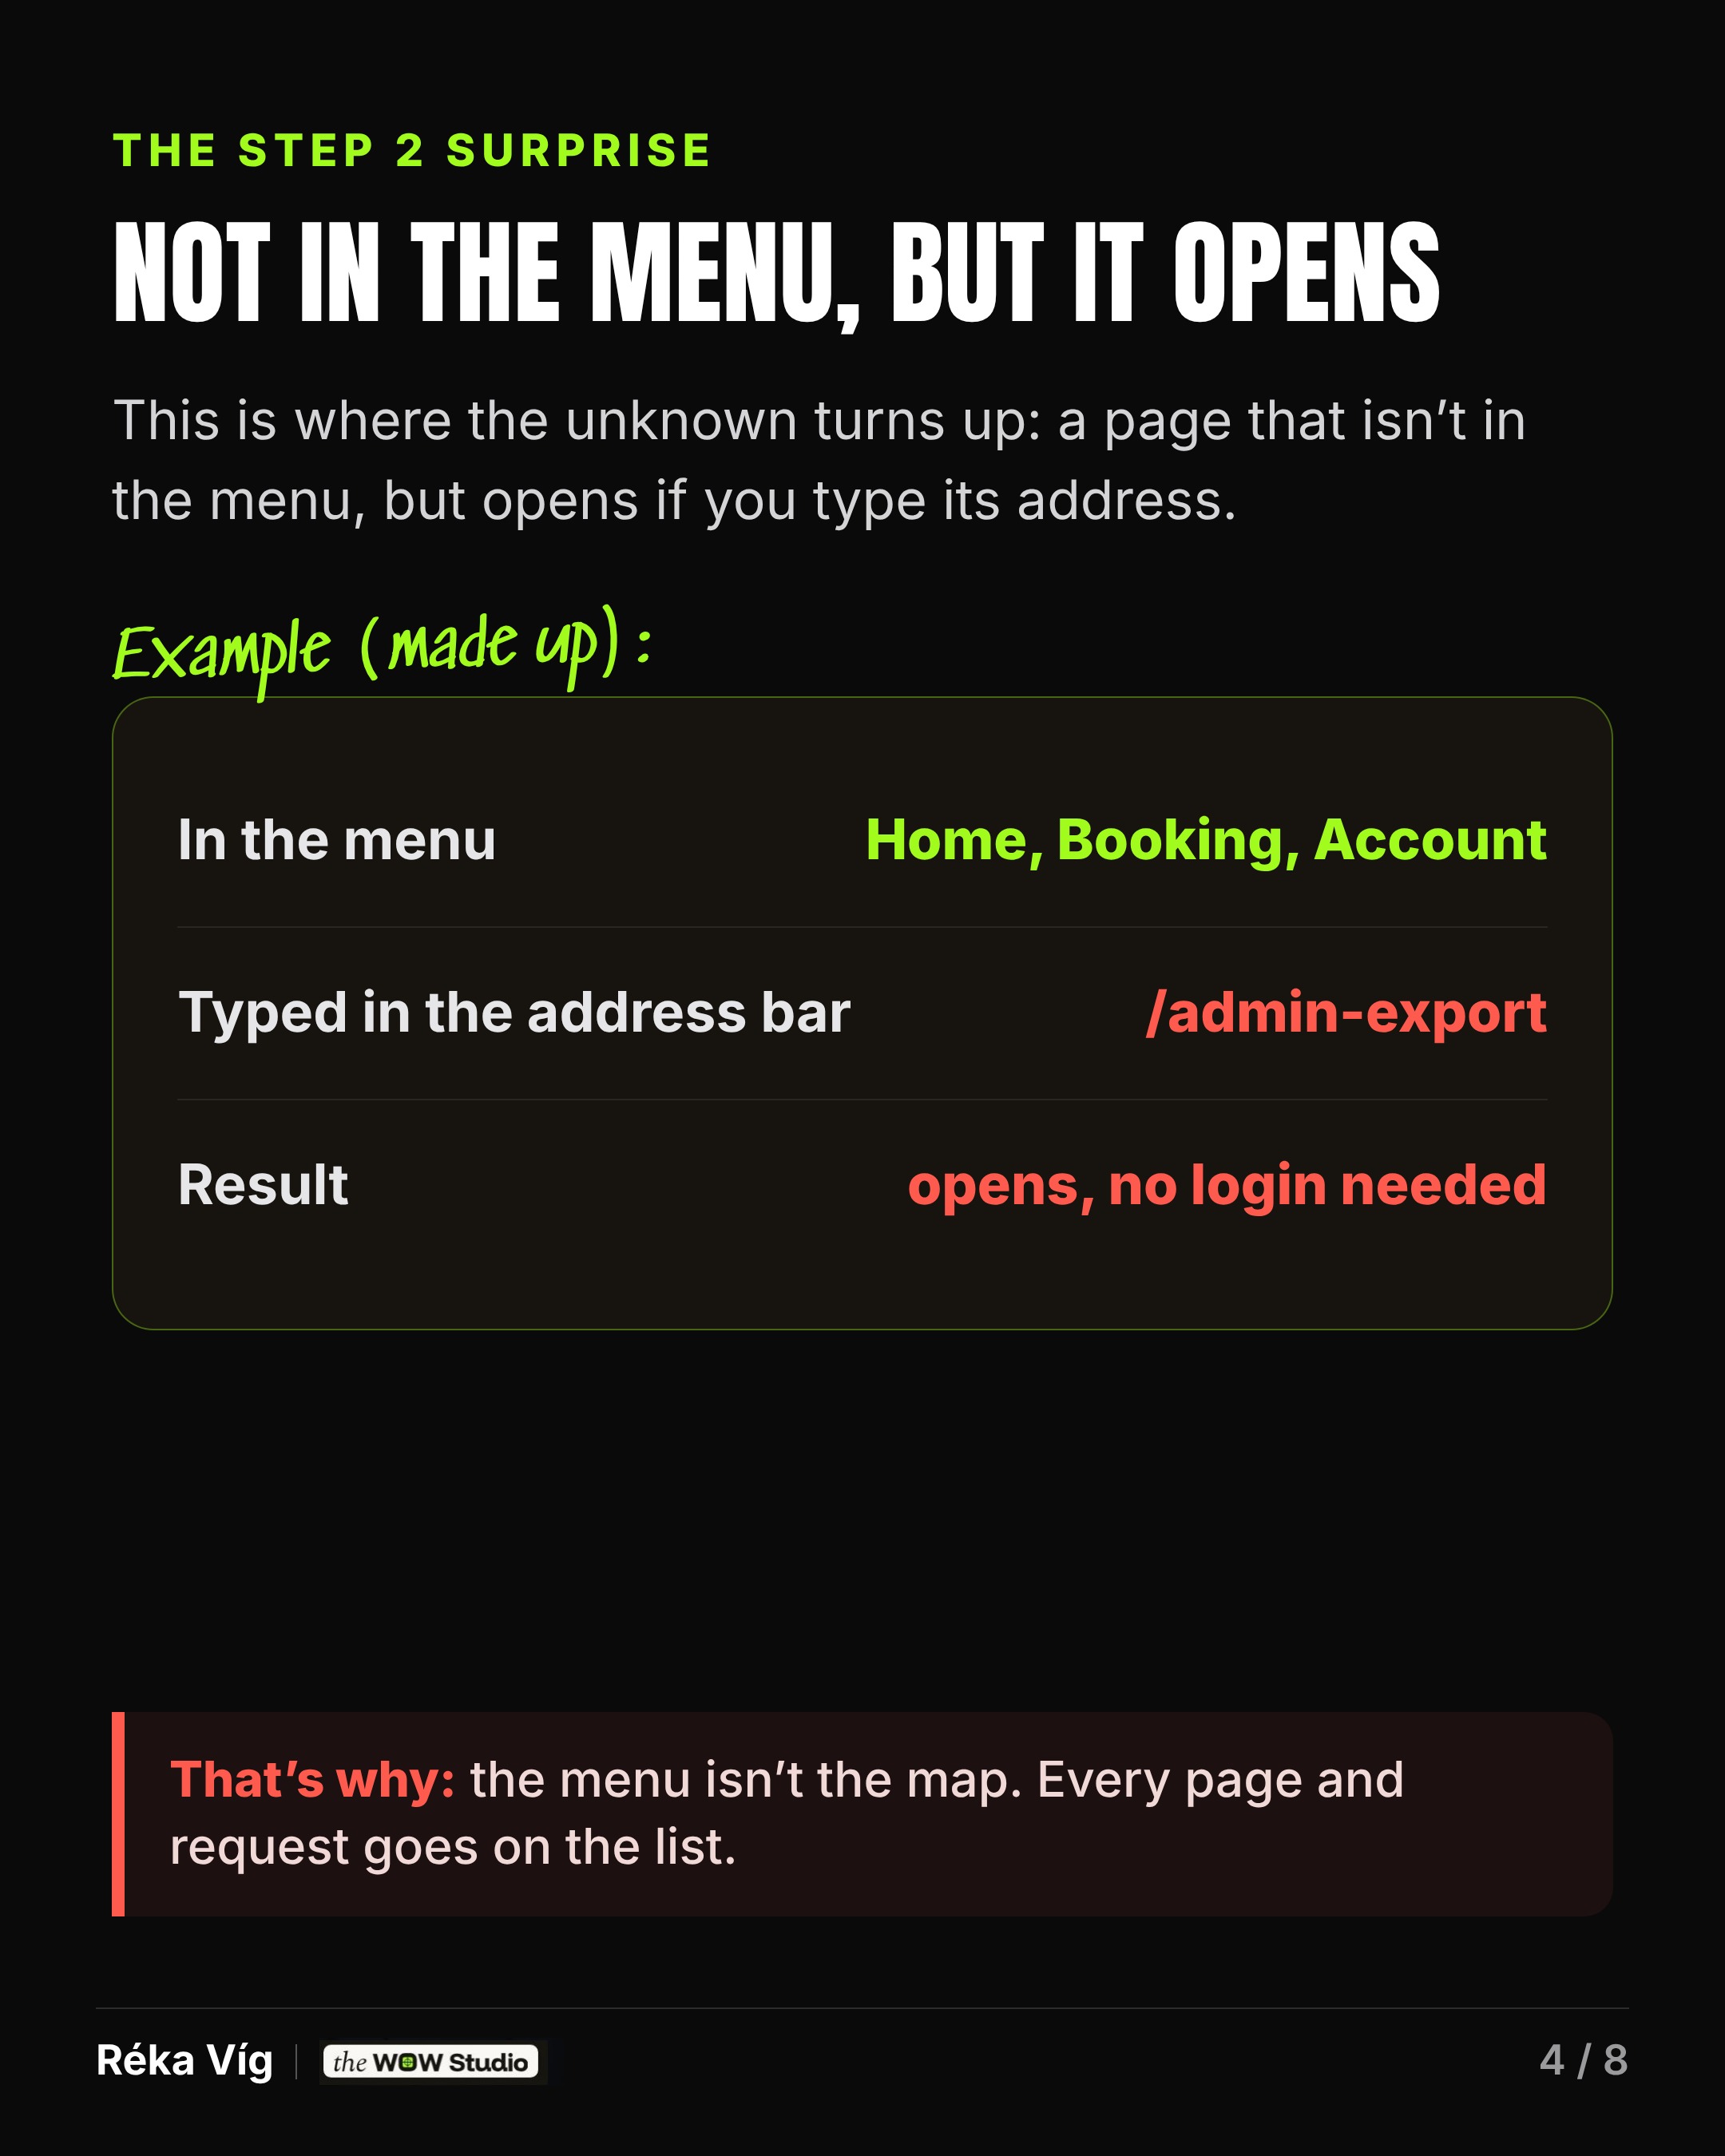 THE STEP 2 SURPRISE
NOT IN THE MENU, BUT IT OPENS
This is where the unknown turns up: a page that isn’t in
the menu, but opens if you type its address.
Example (made up):
In the menu Home, Booking, Account
Typed in the address bar /admin-export
Result opens, no login needed
That’s why: the menu isn’t the map. Every page and
request goes on the list.
Réka Víg the WOW Studio 4 / 8